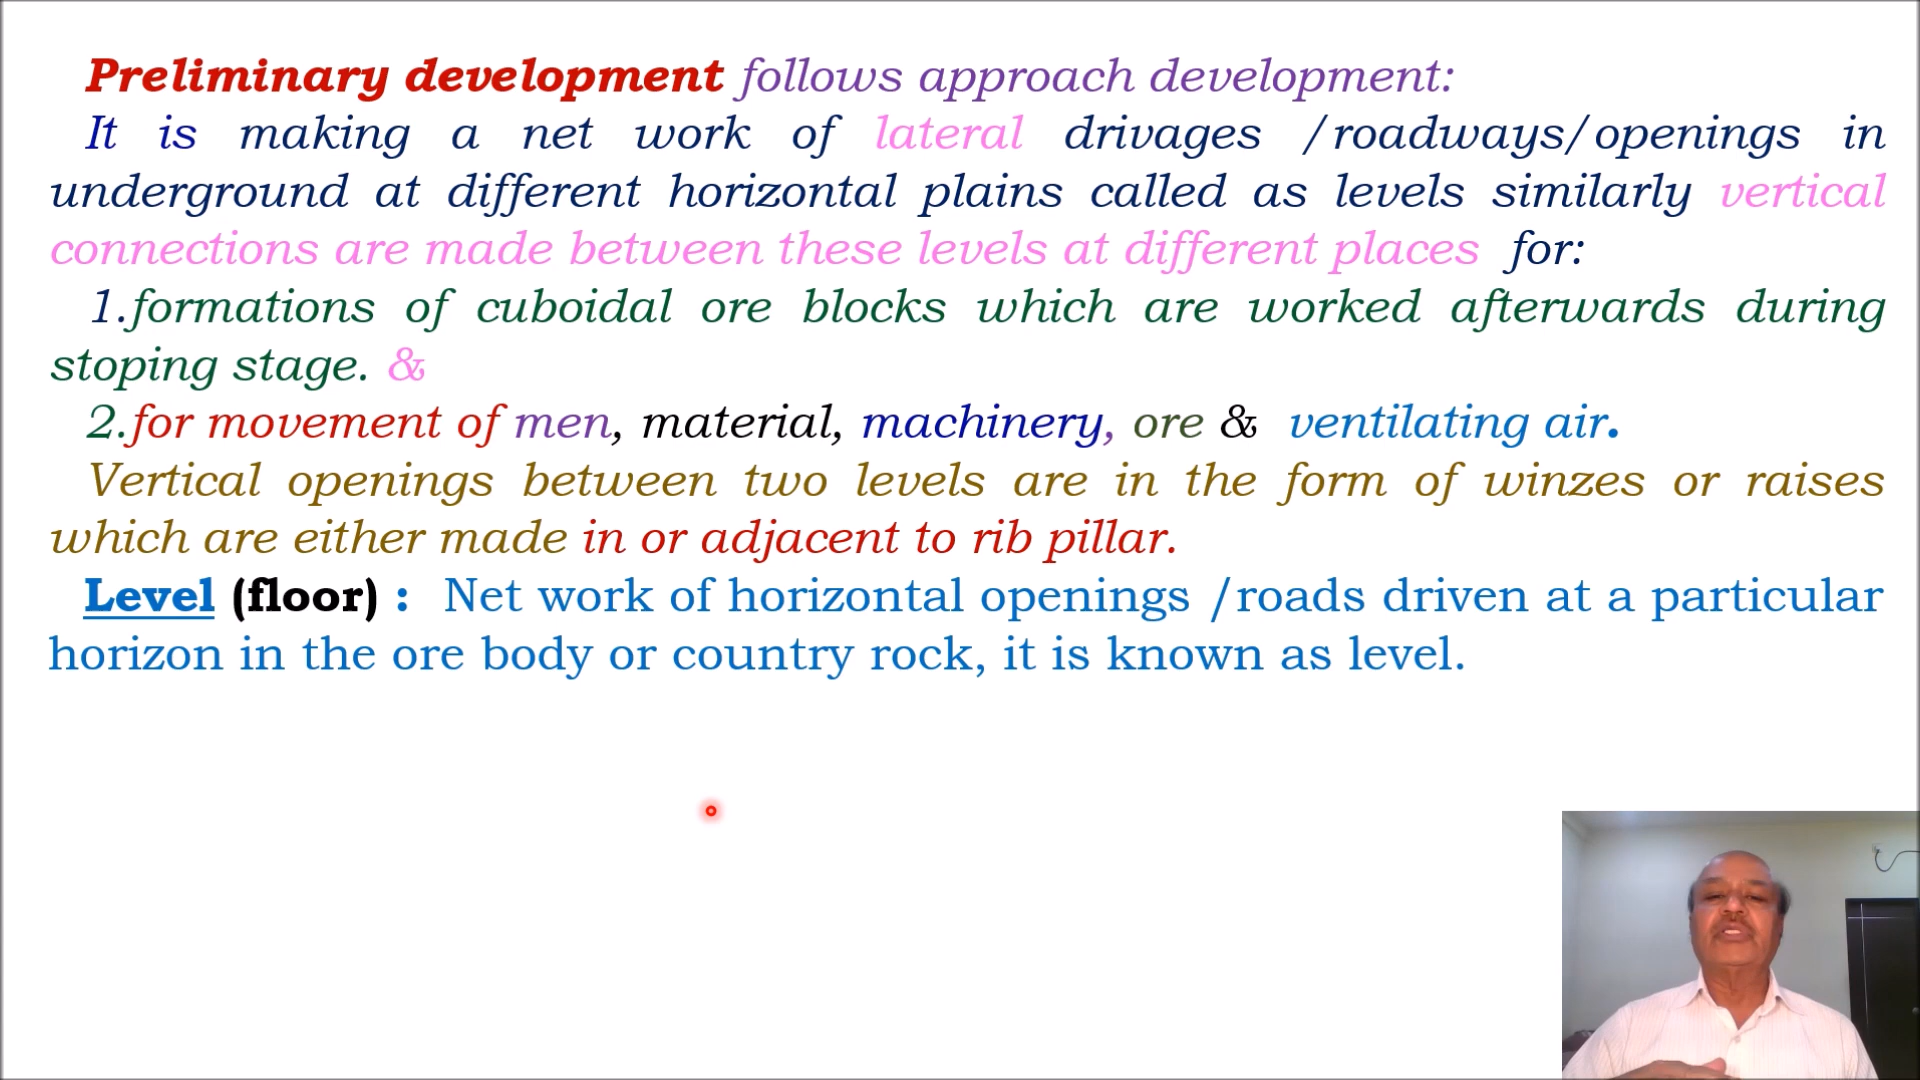 Preliminary development follows approach development:
It is making a net work of lateral drivages /roadways/openings in
underground at different horizontal plains called as levels similarly vertical
connections are made between these levels at different places for:
1.formations of cuboidal ore blocks which are worked afterwards during
stoping stage. &
2.for movement of men, material, machinery, ore & ventilating air.
Vertical openings between two levels are in the form of winzes or raises
which are either made in or adjacent to rib pillar.
Level (floor) : Net work of horizontal openings /roads driven at a particular
horizon in the ore body or country rock, it is known as level.